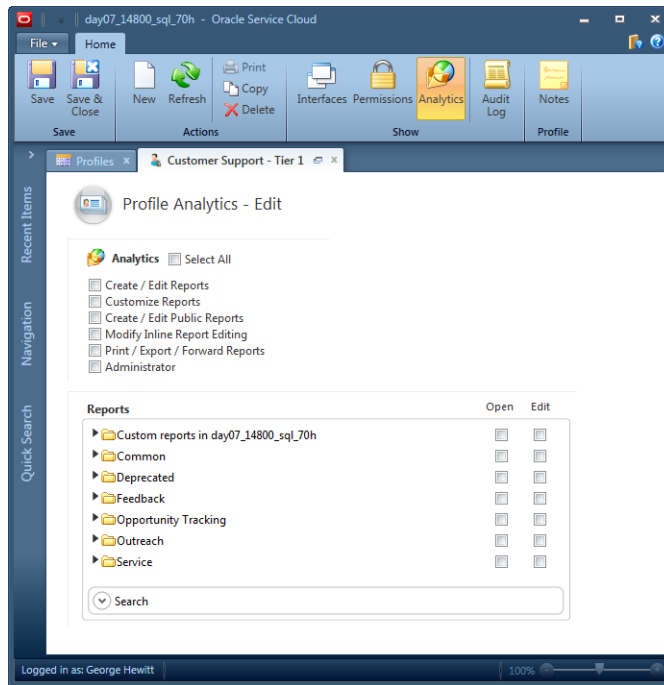 day07_14800_sql_70h - Oracle Service Cloud
File Home
Save Save & Close New Refresh Print Copy Delete Interfaces Permissions Analytics Audit Log Notes
Save Actions Show Profile
Profiles Customer Support - Tier 1
Recent Items
Navigation
Quick Search
Profile Analytics - Edit
Analytics Select All
Create / Edit Reports
Customize Reports
Create / Edit Public Reports
Modify Inline Report Editing
Print / Export / Forward Reports
Administrator
Reports Open Edit
Custom reports in day07_14800_sql_70h
Common
Deprecated
Feedback
Opportunity Tracking
Outreach
Service
Search
Logged in as: George Hewitt 100%